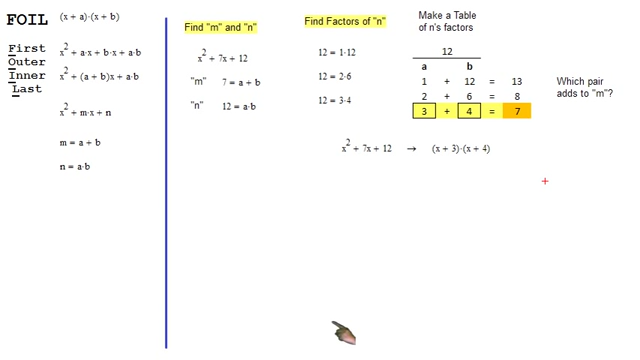 FOIL (x + a)·(x + b)
First
Outer
Inner
Last
x² + a·x + b·x + a·b
x² + (a + b)x + a·b
x² + m·x + n
m = a + b
n = a·b
Find "m" and "n"
x² + 7x + 12
"m" 7 = a + b
"n" 12 = a·b
Find Factors of "n"
12 = 1·12
12 = 2·6
12 = 3·4
Make a Table
of n's factors
12
a b
1 + 12 = 13
2 + 6 = 8
3 + 4 = 7
Which pair
adds to "m"?
x² + 7x + 12 → (x + 3)·(x + 4)